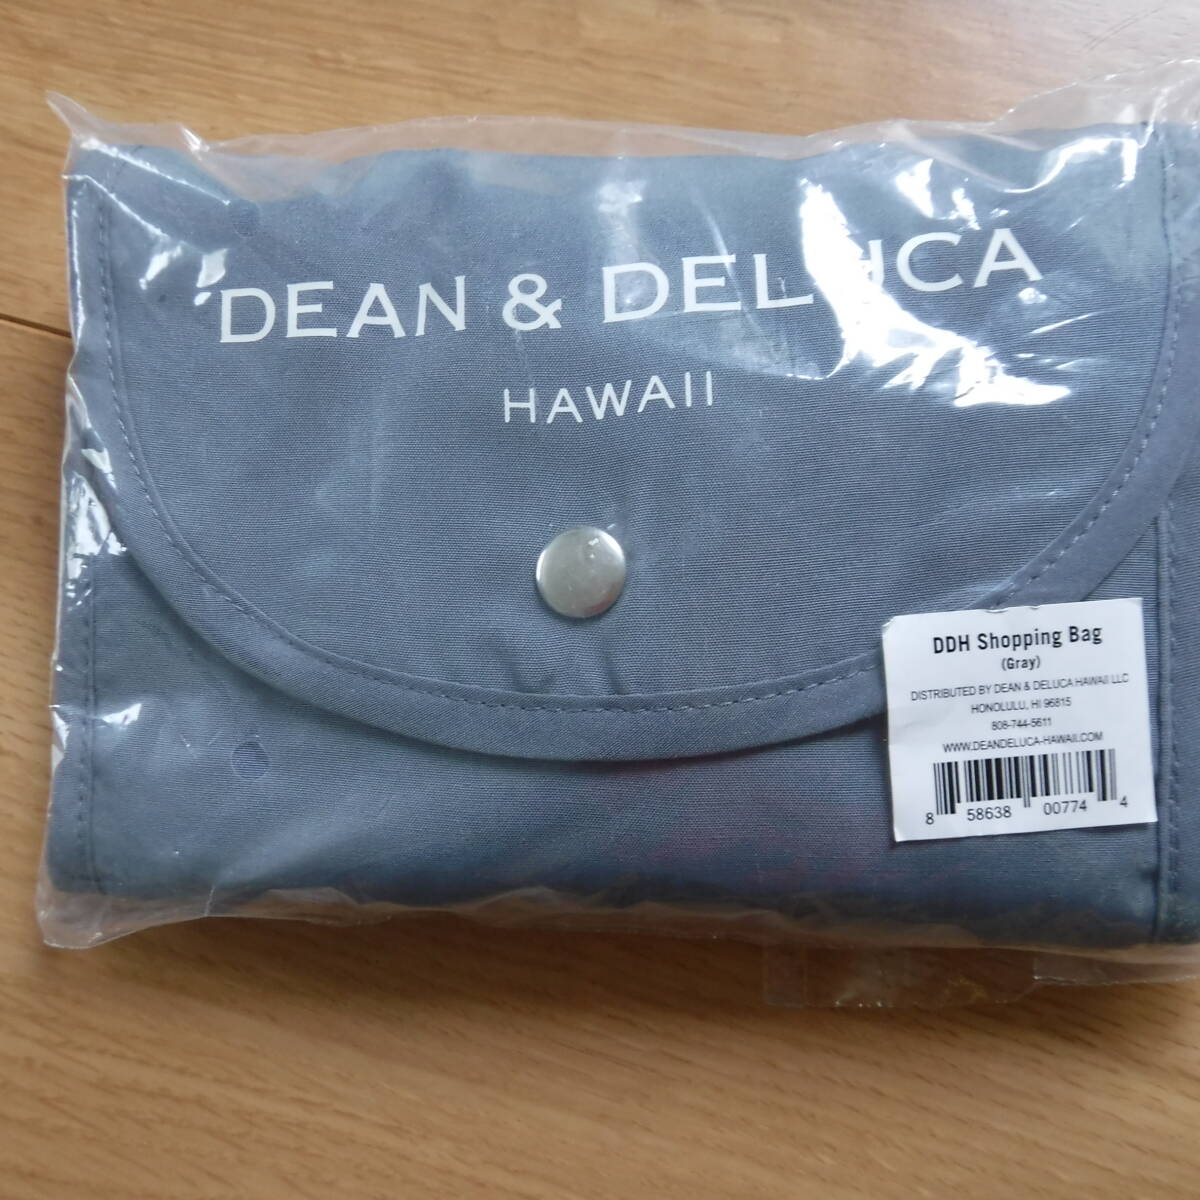 DEAN & DELUCA
HAWAII
DDH Shopping Bag
(Gray)
DISTRIBUTED BY DEAN & DELUCA HAWAII LLC
HONOLULU, HI 96815
808-744-5611
WWW.DEANDELUCA-HAWAII.COM
8 58638 00774 4